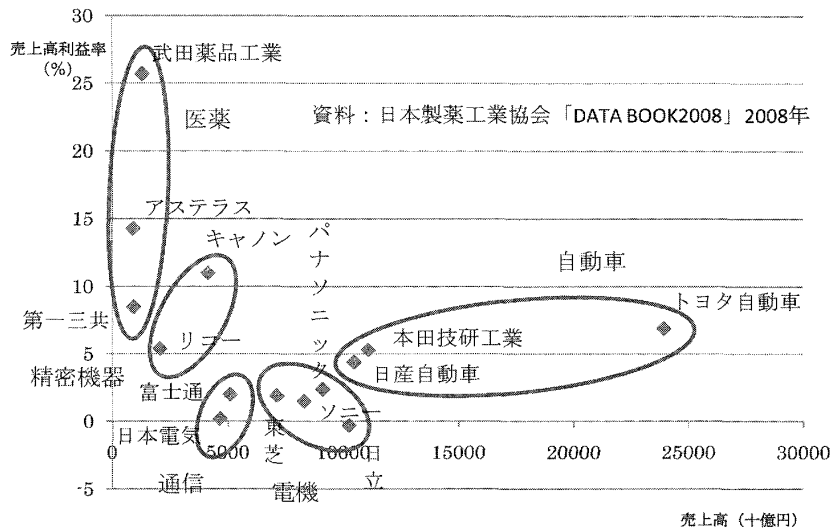 30
売上高利益率
(%)
武田薬品工業
25
医薬
資料：日本製薬工業協会「DATA BOOK2008」2008年
20
15
アステラス
キャノン
パナソニック
自動車
10
トヨタ自動車
第一三共
リコー
本田技研工業
5
精密機器
日産自動車
富士通
ソニー
0
日本電気
東芝
日立
0 5000 10000 15000 20000 25000 30000
通信
電機
-5
売上高（十億円）